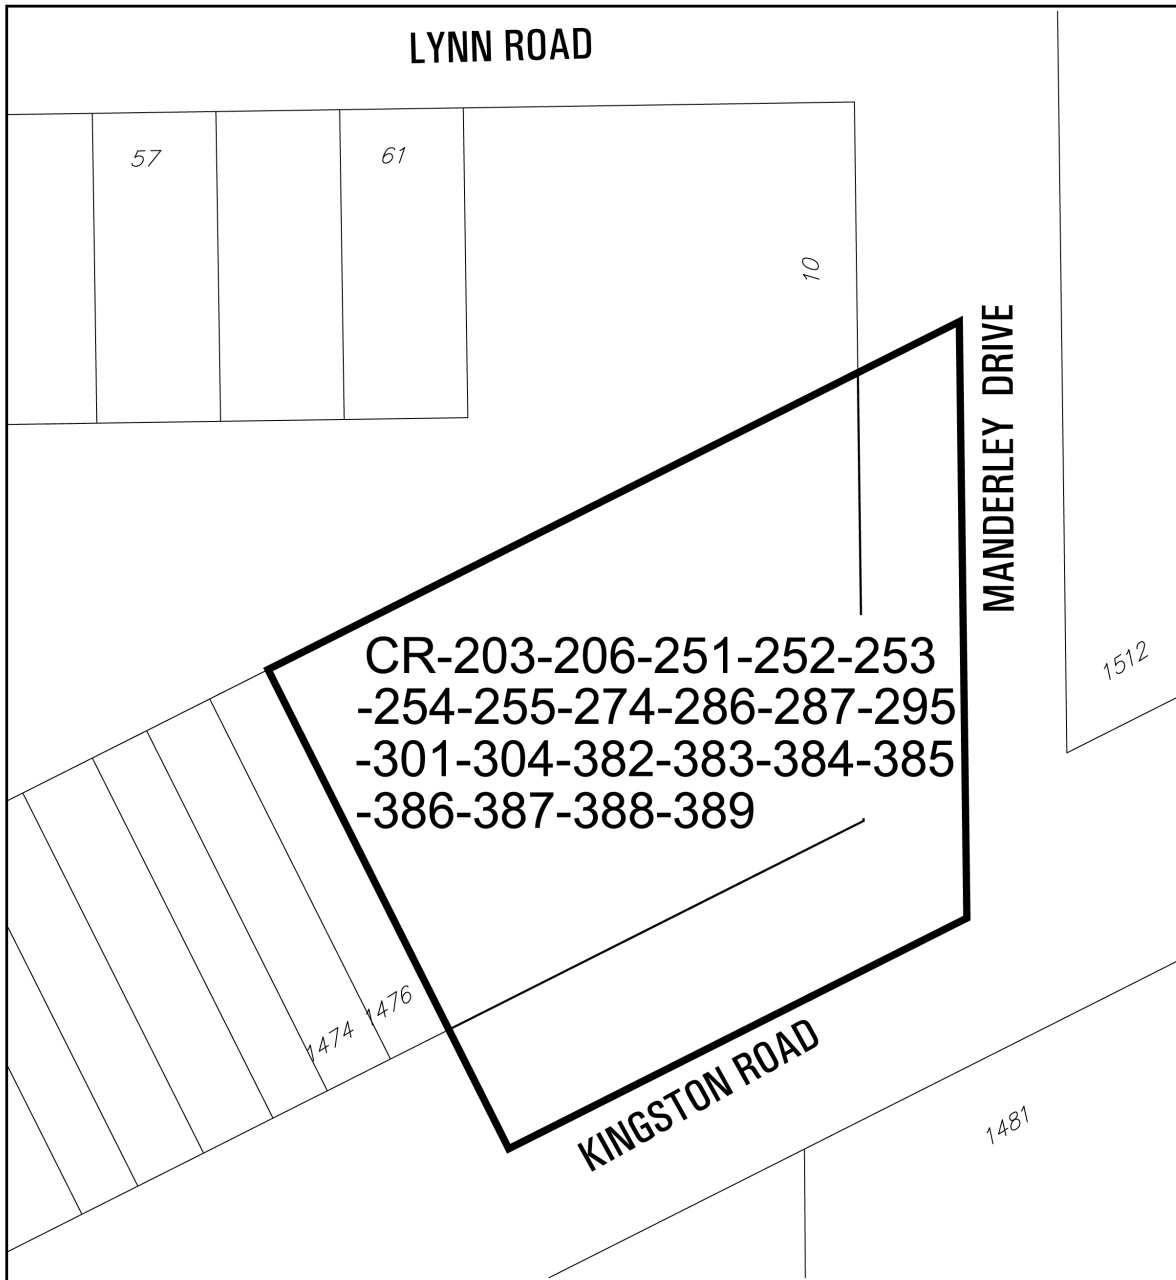 LYNN ROAD
57
61
10
MANDERLEY DRIVE
CR-203-206-251-252-253
-254-255-274-286-287-295
-301-304-382-383-384-385
-386-387-388-389
1512
1474
1476
KINGSTON ROAD
1481